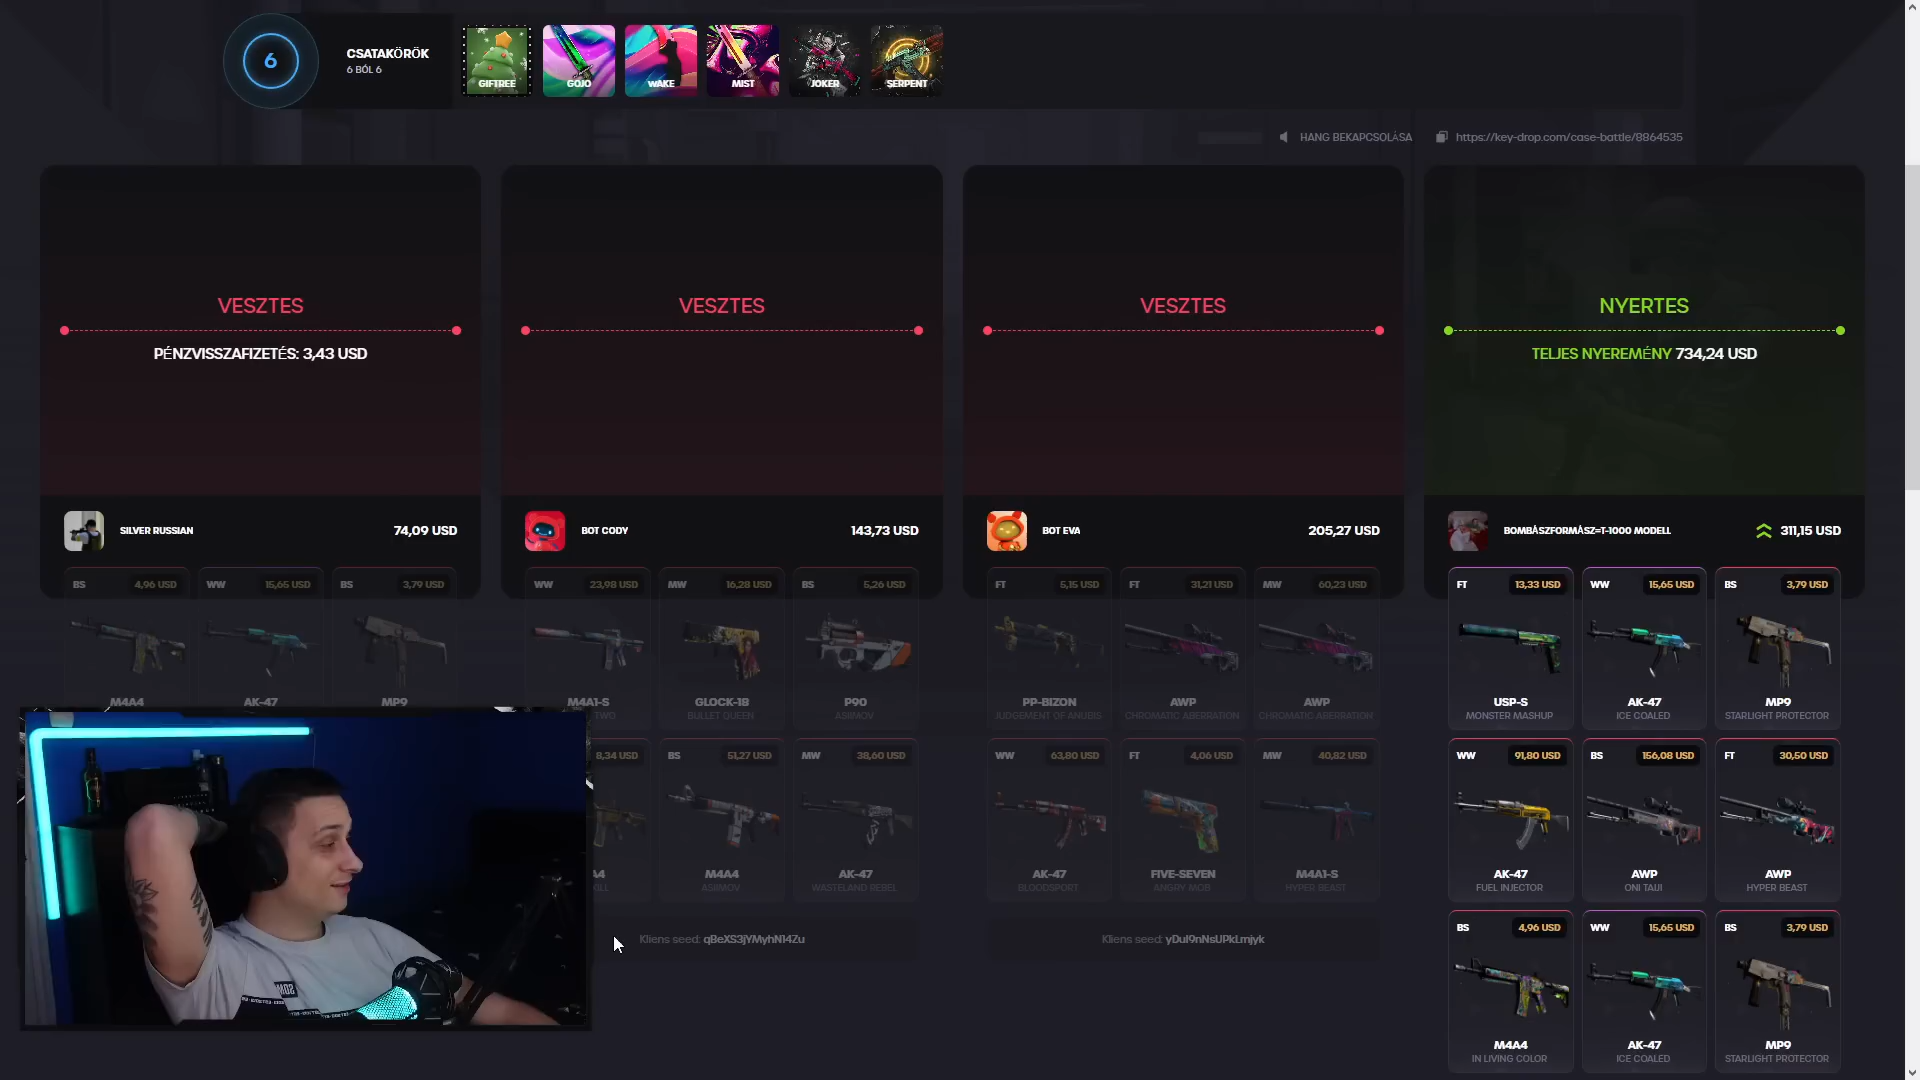 6
CSATAKÖRÖK
6 BÓL 6
GIFTREE
GOJO
WAKE
MIST
JOKER
SERPENT
HANG BEKAPCSOLÁSA
https://key-drop.com/case-battle/8864535
VESZTES
PÉNZVISSZAFIZETÉS: 3,43 USD
VESZTES
VESZTES
NYERTES
TELJES NYEREMÉNY 734,24 USD
SILVER RUSSIAN 74,09 USD
BOT CODY 143,73 USD
BOT EVA 205,27 USD
BOMBÁSZFORMÁSZ=T-1000 MODELL 311,15 USD
BS 4,96 USD
WW 15,65 USD
BS 3,79 USD
WW 23,98 USD
MW 16,28 USD
BS 5,26 USD
FT 5,15 USD
FT 31,21 USD
MW 60,23 USD
FT 13,33 USD
WW 15,65 USD
BS 3,79 USD
M4A4
AK-47
MP9
M4A1-S
TWO
GLOCK-18
BULLET QUEEN
P90
ASIIMOV
PP-BIZON
JUDGEMENT OF ANUBIS
AWP
CHROMATIC ABERRATION
AWP
CHROMATIC ABERRATION
USP-S
MONSTER MASHUP
AK-47
ICE COALED
MP9
STARLIGHT PROTECTOR
8,34 USD
BS 51,27 USD
MW 38,60 USD
WW 63,80 USD
FT 4,06 USD
MW 40,82 USD
WW 91,80 USD
BS 156,08 USD
FT 30,50 USD
M4A4
ASIIMOV
AK-47
WASTELAND REBEL
AK-47
BLOODSPORT
FIVE-SEVEN
ANGRY MOB
M4A1-S
HYPER BEAST
AK-47
FUEL INJECTOR
AWP
ONI TAIJI
AWP
HYPER BEAST
Kliens seed: qBeXS3jYMyhN14Zu
Kliens seed: yDuI9nNsUPkLmjyk
BS 4,96 USD
WW 15,65 USD
BS 3,79 USD
M4A4
IN LIVING COLOR
AK-47
ICE COALED
MP9
STARLIGHT PROTECTOR